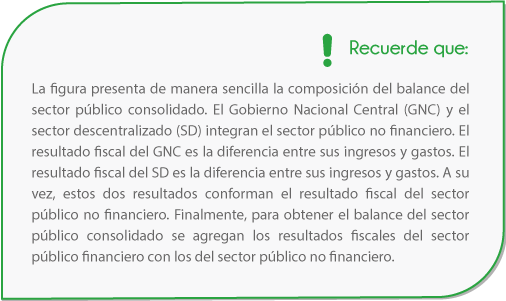 ! Recuerde que:
La figura presenta de manera sencilla la composición del balance del
sector público consolidado. El Gobierno Nacional Central (GNC) y el
sector descentralizado (SD) integran el sector público no financiero. El
resultado fiscal del GNC es la diferencia entre sus ingresos y gastos. El
resultado fiscal del SD es la diferencia entre sus ingresos y gastos. A su
vez, estos dos resultados conforman el resultado fiscal del sector
público no financiero. Finalmente, para obtener el balance del sector
público consolidado se agregan los resultados fiscales del sector
público financiero con los del sector público no financiero.